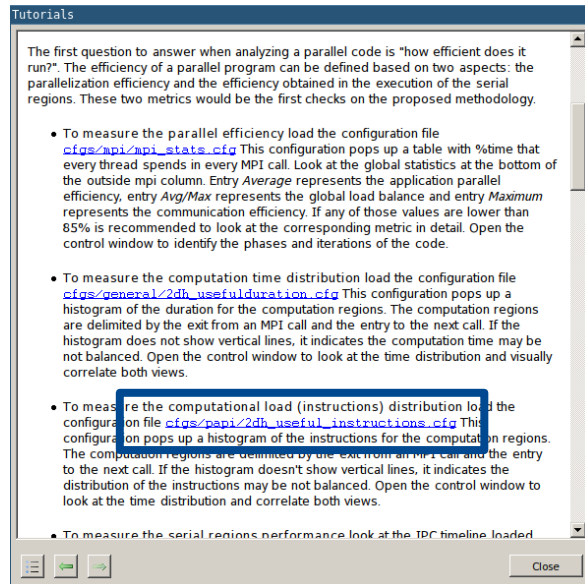 Tutorials
The first question to answer when analyzing a parallel code is "how efficient does it
run?". The efficiency of a parallel program can be defined based on two aspects: the
parallelization efficiency and the efficiency obtained in the execution of the serial
regions. These two metrics would be the first checks on the proposed methodology.
• To measure the parallel efficiency load the configuration file
cfgs/mpi/mpi_stats.cfg This configuration pops up a table with %time that
every thread spends in every MPI call. Look at the global statistics at the bottom of
the outside mpi column. Entry Average represents the application parallel
efficiency, entry Avg/Max represents the global load balance and entry Maximum
represents the communication efficiency. If any of those values are lower than
85% is recommended to look at the corresponding metric in detail. Open the
control window to identify the phases and iterations of the code.
• To measure the computation time distribution load the configuration file
cfgs/general/2dh_usefulduration.cfg This configuration pops up a
histogram of the duration for the computation regions. The computation regions
are delimited by the exit from an MPI call and the entry to the next call. If the
histogram does not show vertical lines, it indicates the computation time may be
not balanced. Open the control window to look at the time distribution and visually
correlate both views.
• To measure the computational load (instructions) distribution load the
configuration file cfgs/papi/2dh_useful_instructions.cfg This
configuration pops up a histogram of the instructions for the computation regions.
The computation regions are delimited by the exit from an MPI call and the entry
to the next call. If the histogram doesn't show vertical lines, it indicates the
distribution of the instructions may be not balanced. Open the control window to
look at the time distribution and correlate both views.
• To measure the serial regions performance look at the IPC timeline loaded
Close